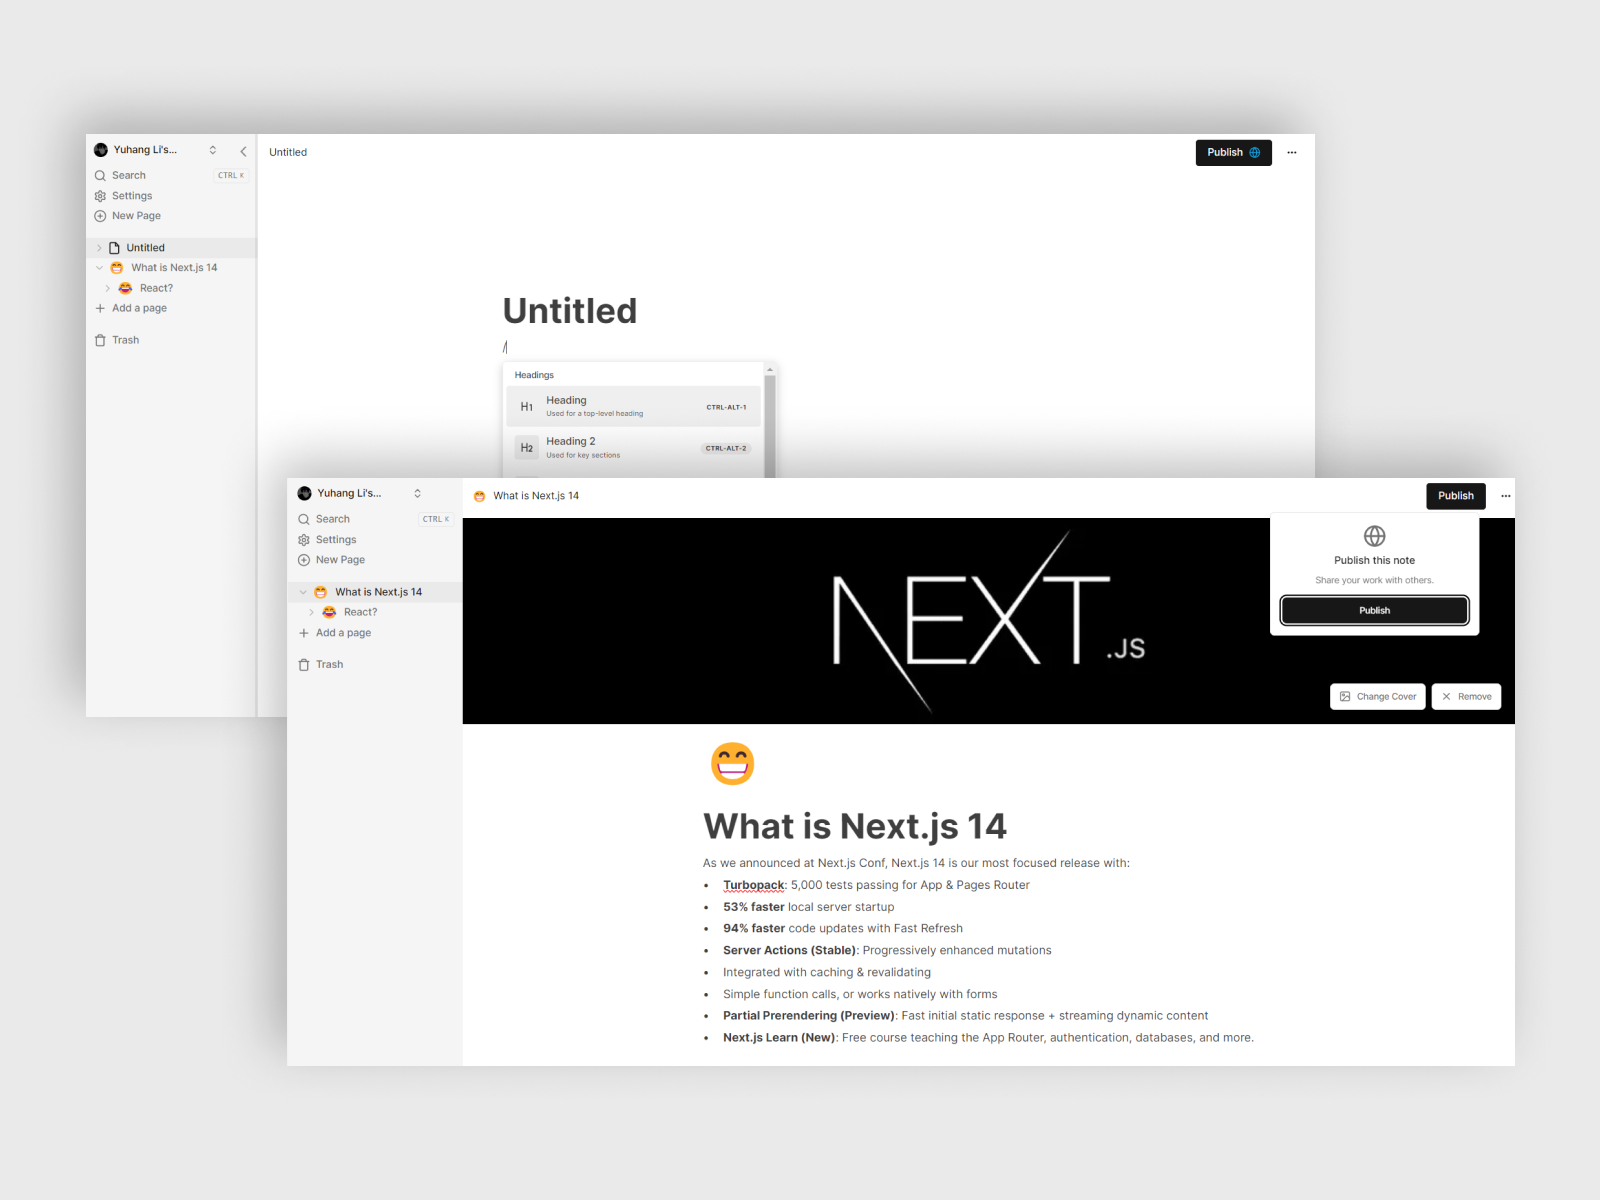 Yuhang Li's...
Search CTRL K
Settings
New Page
Untitled
What is Next.js 14
React?
Add a page
Trash
Untitled
Publish
Untitled
/
Headings
H1 Heading CTRL-ALT-1
Used for a top-level heading
H2 Heading 2 CTRL-ALT-2
Used for key sections
Yuhang Li's...
Search CTRL K
Settings
New Page
What is Next.js 14
React?
Add a page
Trash
What is Next.js 14
Publish
NEXT.JS
Publish this note
Share your work with others.
Publish
Change Cover
Remove
What is Next.js 14
As we announced at Next.js Conf, Next.js 14 is our most focused release with:
• Turbopack: 5,000 tests passing for App & Pages Router
• 53% faster local server startup
• 94% faster code updates with Fast Refresh
• Server Actions (Stable): Progressively enhanced mutations
• Integrated with caching & revalidating
• Simple function calls, or works natively with forms
• Partial Prerendering (Preview): Fast initial static response + streaming dynamic content
• Next.js Learn (New): Free course teaching the App Router, authentication, databases, and more.